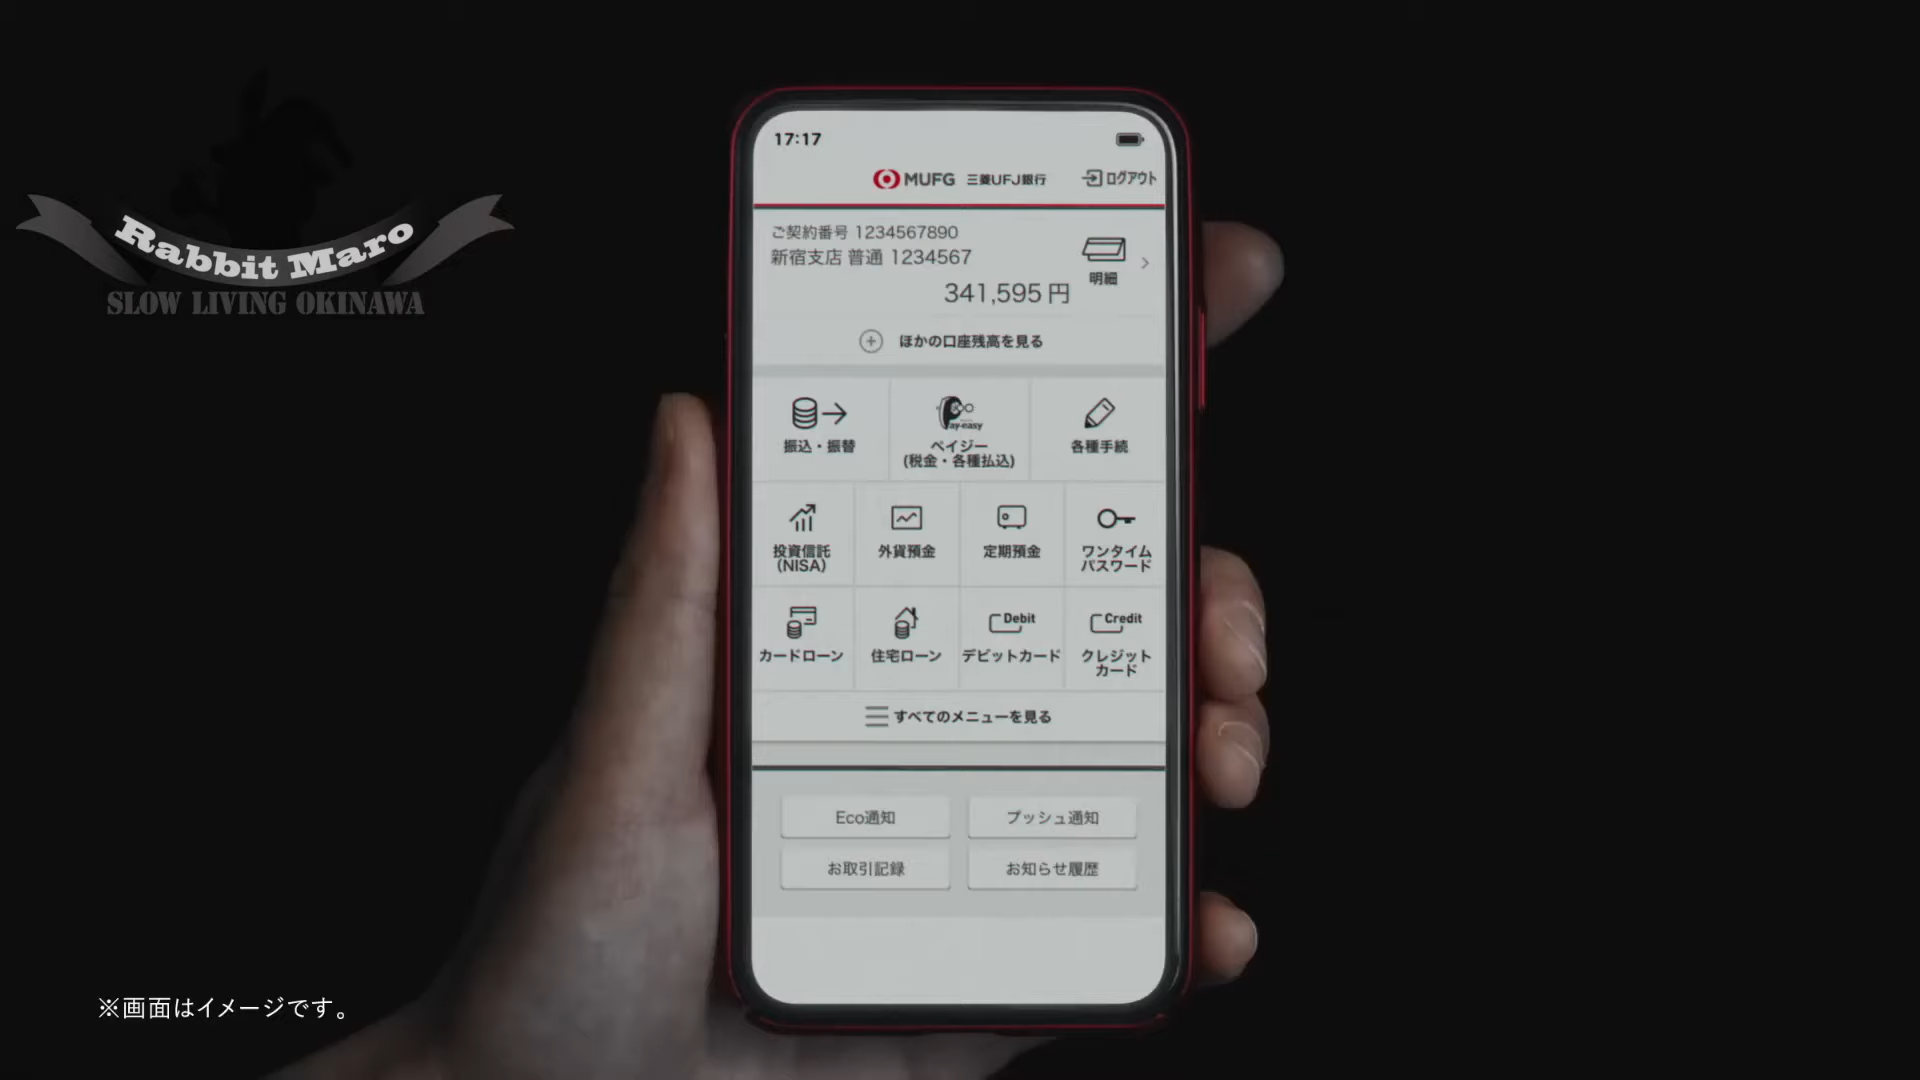 Rabbit Maro
SLOW LIVING OKINAWA
17:17
MUFG 三菱UFJ銀行 ログアウト
ご契約番号 1234567890
新宿支店 普通 1234567
341,595 円
明細
ほかの口座残高を見る
振込・振替
Pay-easy
ペイジー
(税金・各種払込)
各種手続
投資信託
(NISA)
外貨預金
定期預金
ワンタイム
パスワード
カードローン
住宅ローン
Debit
デビットカード
Credit
クレジット
カード
すべてのメニューを見る
Eco通知
プッシュ通知
お取引記録
お知らせ履歴
※画面はイメージです。